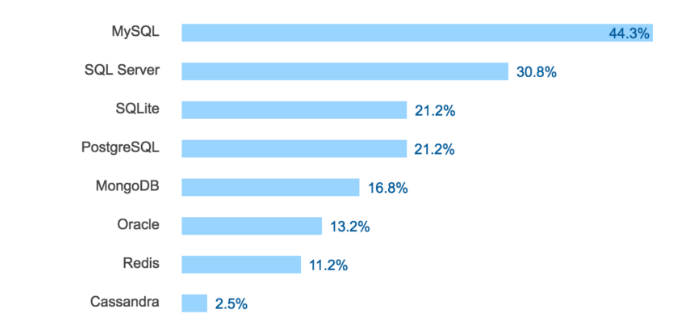 MySQL 44.3%
SQL Server 30.8%
SQLite 21.2%
PostgreSQL 21.2%
MongoDB 16.8%
Oracle 13.2%
Redis 11.2%
Cassandra 2.5%